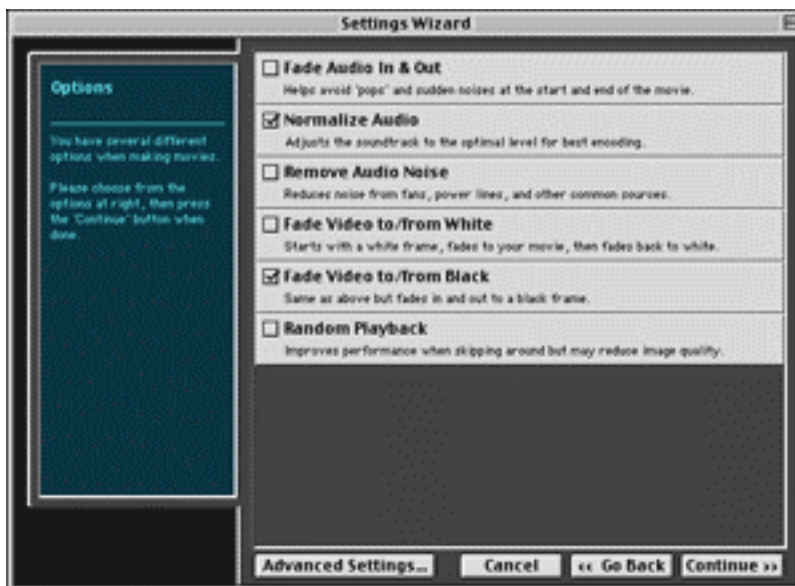 Settings Wizard
Options
You have several different
options when making movies.
Please choose from the
options at right, then press
the 'Continue' button when
done.
Fade Audio In & Out
Helps avoid 'pops' and sudden noises at the start and end of the movie.
Normalize Audio
Adjusts the soundtrack to the optimal level for best encoding.
Remove Audio Noise
Reduces noise from fans, power lines, and other common sources.
Fade Video to/from White
Starts with a white frame, fades to your movie, then fades back to white.
Fade Video to/from Black
Same as above but fades in and out to a black frame.
Random Playback
Improves performance when skipping around but may reduce image quality.
Advanced Settings... Cancel << Go Back Continue >>